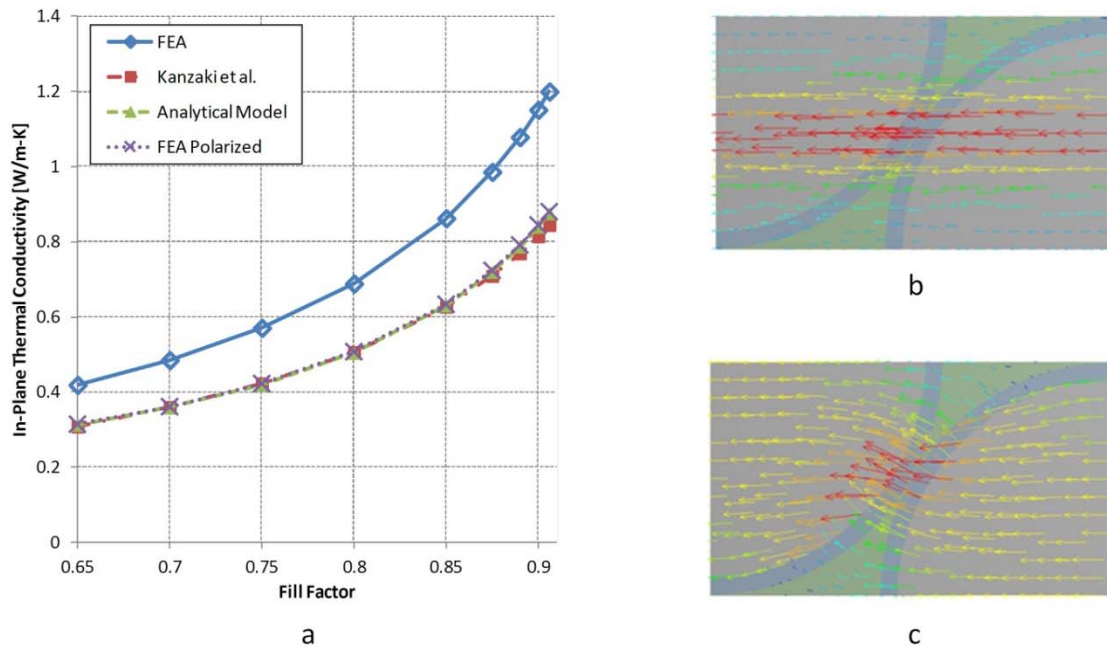 1.4
1.2
1
0.8
0.6
0.4
0.2
0
In-Plane Thermal Conductivity [W/m-K]
FEA
Kanzaki et al.
Analytical Model
FEA Polarized
0.65 0.7 0.75 0.8 0.85 0.9
Fill Factor
a
b
c